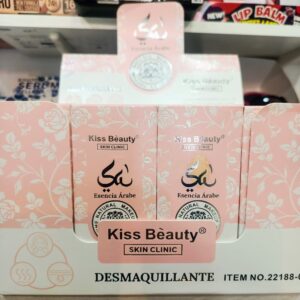 NEW
LIP BALM
Kiss Beauty®
Kiss Beauty®
SKIN CLINIC
Esencia Arabe
Kiss Beauty®
SKIN CLINIC
Esencia Arabe
Kiss Beauty®
SKIN CLINIC
DESMAQUILLANTE
ITEM NO.22188-